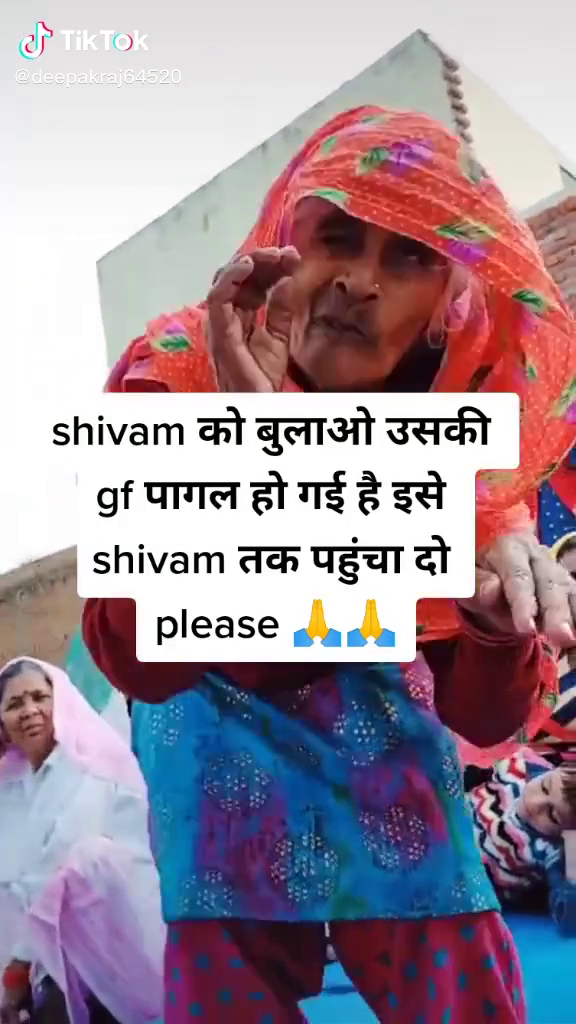 TikTok
@deepakraj64520
shivam को बुलाओ उसकी
gf पागल हो गई है इसे
shivam तक पहुंचा दो
please 🙏🙏